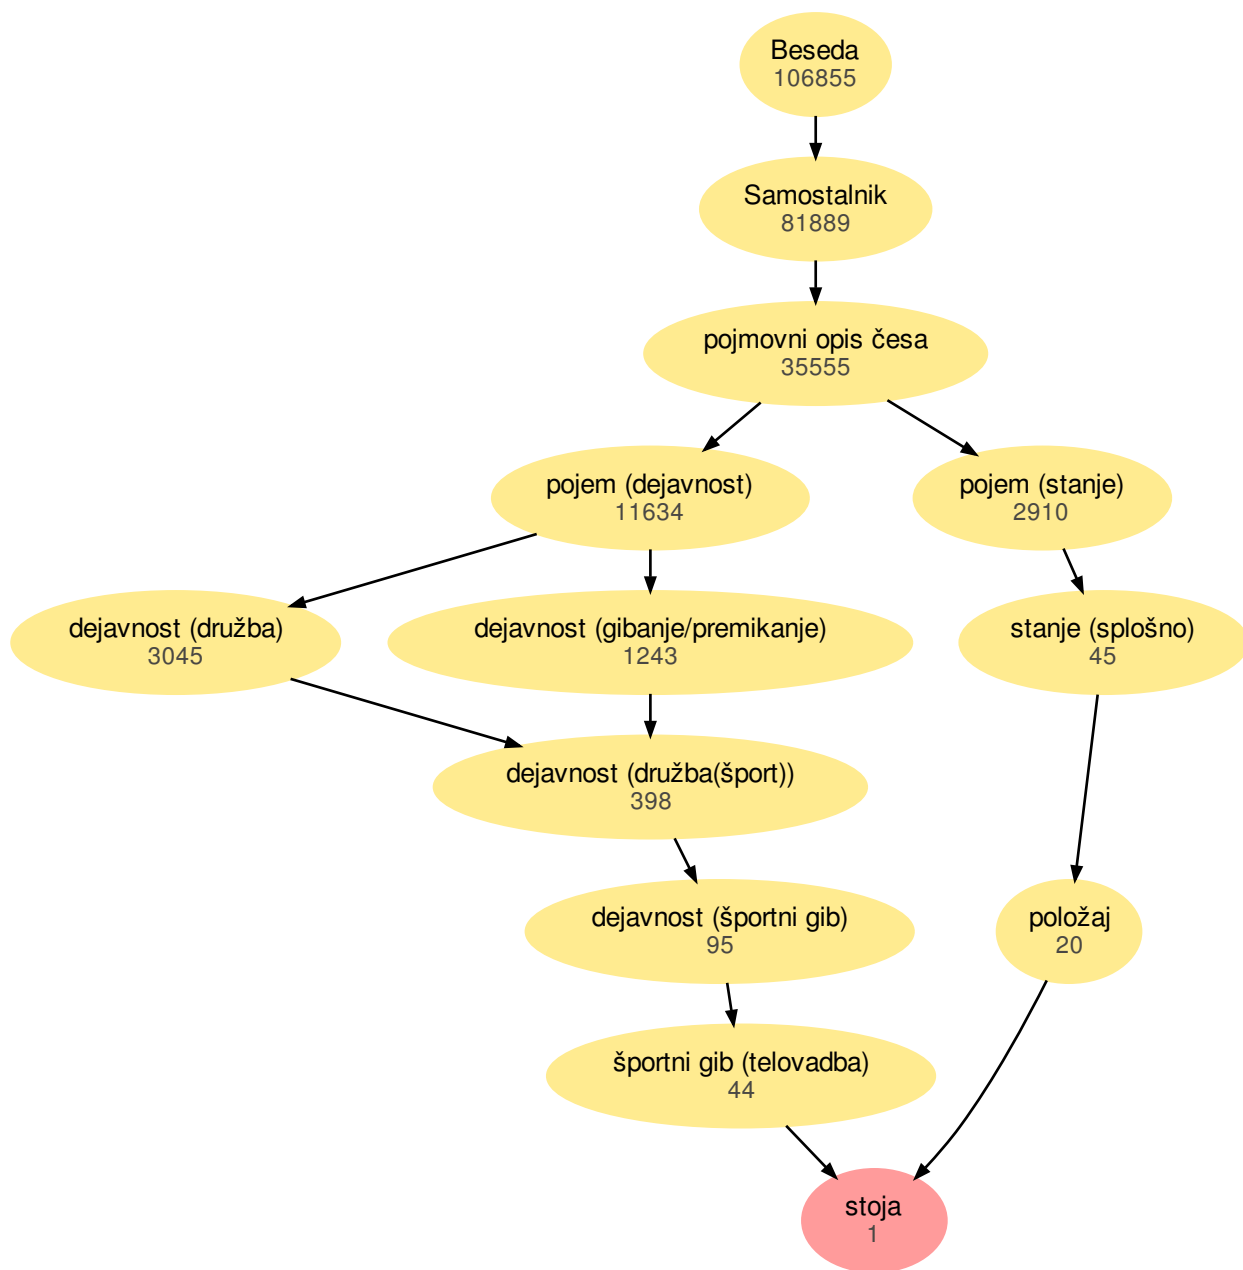 Beseda
106855
Samostalnik
81889
pojmovni opis česa
35555
pojem (dejavnost)
11634
pojem (stanje)
2910
dejavnost (družba)
3045
dejavnost (gibanje/premikanje)
1243
stanje (splošno)
45
dejavnost (družba(šport))
398
dejavnost (športni gib)
95
položaj
20
športni gib (telovadba)
44
stoja
1